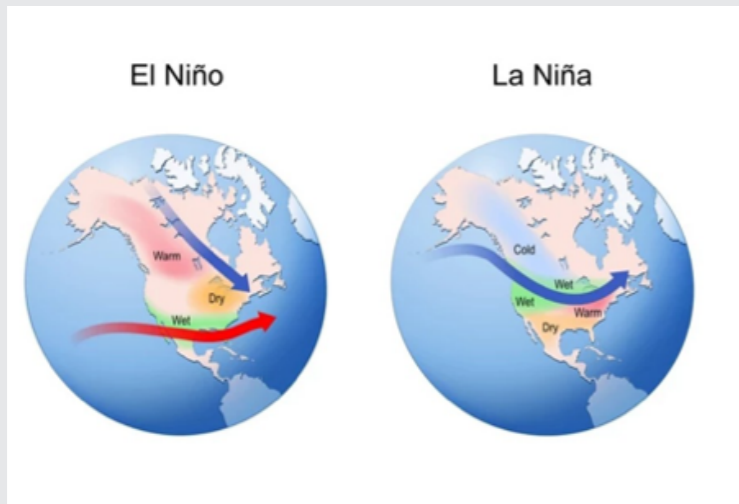 El Niño
La Niña
Warm
Dry
Wet
Cold
Wet
Wet
Warm
Dry